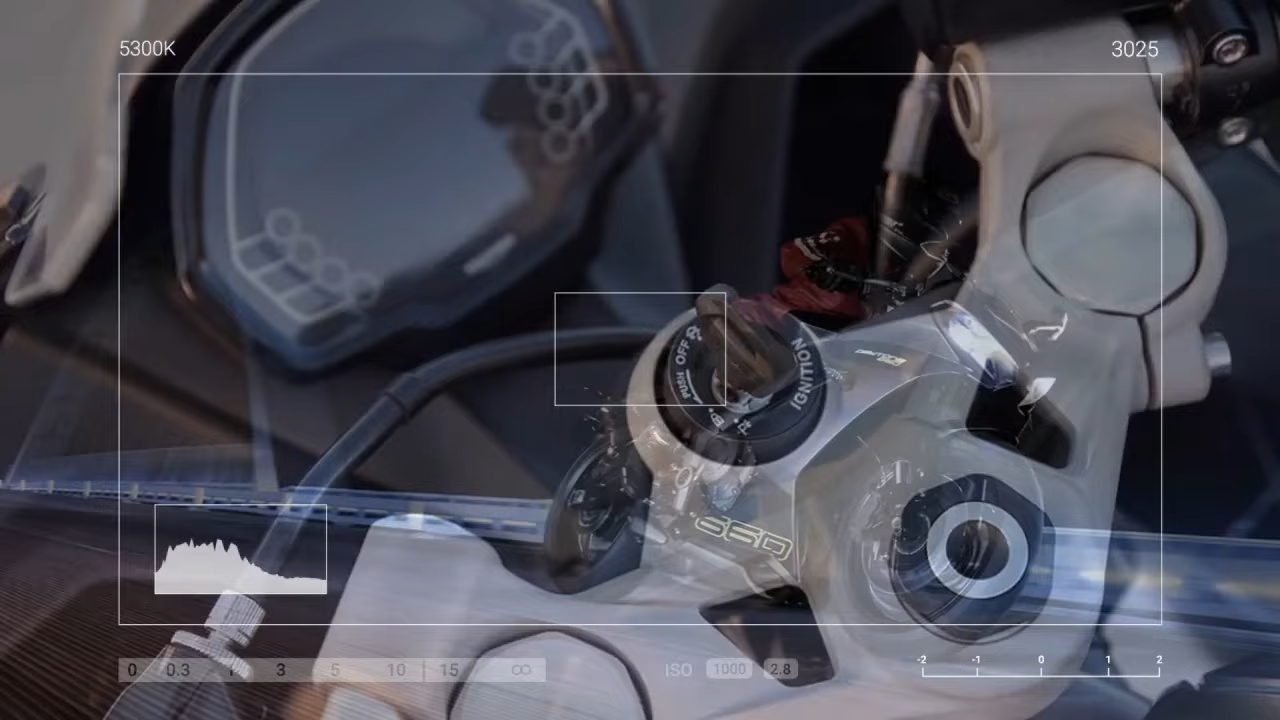 5300K 3025
OFF
PUSH
IGNITION
660
0 0.3 1 3 5 10 15 ∞
ISO 1000 2.8
-2 -1 0 1 2